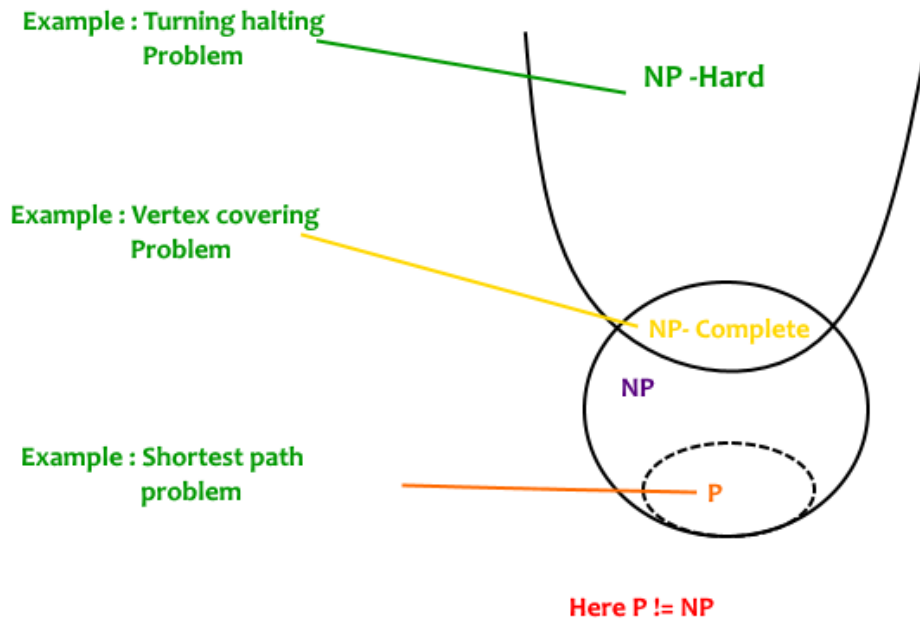 Example : Turning halting
Problem
NP -Hard
Example : Vertex covering
Problem
NP- Complete
NP
Example : Shortest path
problem
P
Here P != NP